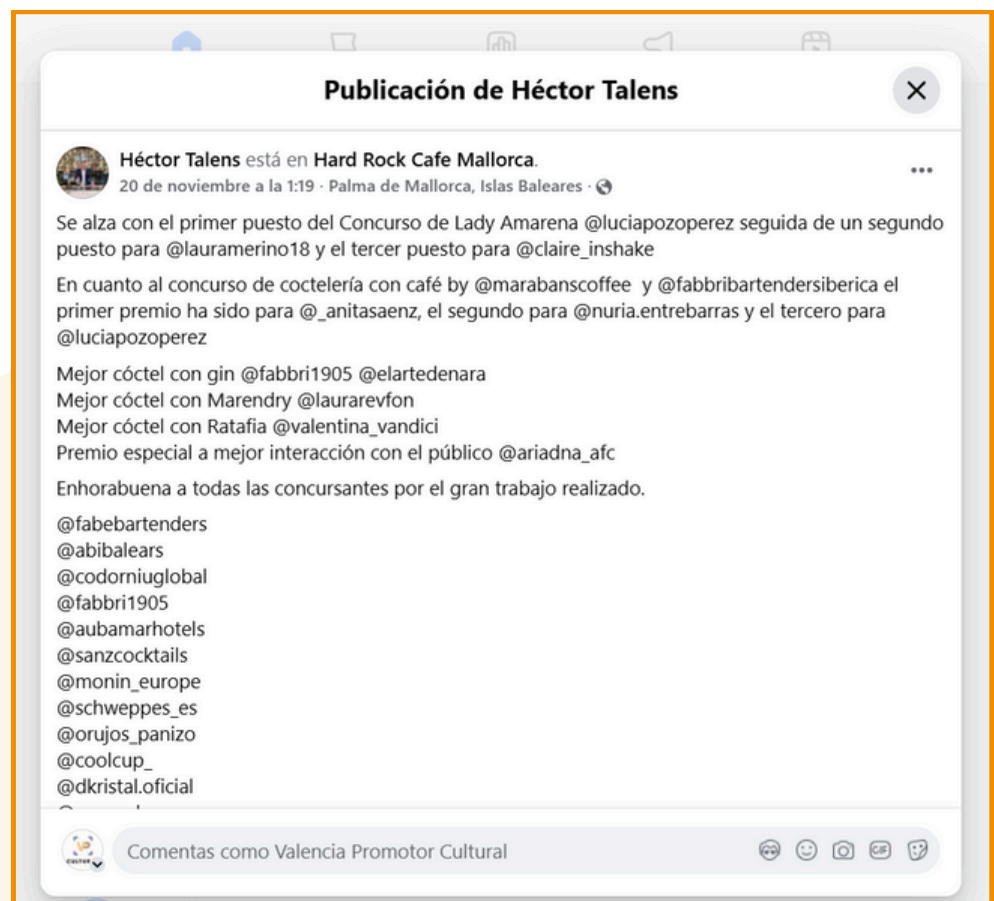 Publicación de Héctor Talens
Héctor Talens está en Hard Rock Cafe Mallorca.
20 de noviembre a la 1:19 · Palma de Mallorca, Islas Baleares ·
Se alza con el primer puesto del Concurso de Lady Amarena @luciapozoperez seguida de un segundo
puesto para @lauramerino18 y el tercer puesto para @claire_inshake
En cuanto al concurso de coctelería con café by @marabanscoffee y @fabbribartendersiberica el
primer premio ha sido para @_anitasaenz, el segundo para @nuria.entrebarras y el tercero para
@luciapozoperez
Mejor cóctel con gin @fabbri1905 @elartedenara
Mejor cóctel con Marendry @laurarevfon
Mejor cóctel con Ratafia @valentina_vandici
Premio especial a mejor interacción con el público @ariadna_afc
Enhorabuena a todas las concursantes por el gran trabajo realizado.
@fabebartenders
@abibalears
@codorniuglobal
@fabbri1905
@aubamarhotels
@sanzcocktails
@monin_europe
@schweppes_es
@orujos_panizo
@coolcup_
@dkristal.oficial
Comentas como Valencia Promotor Cultural
GIF